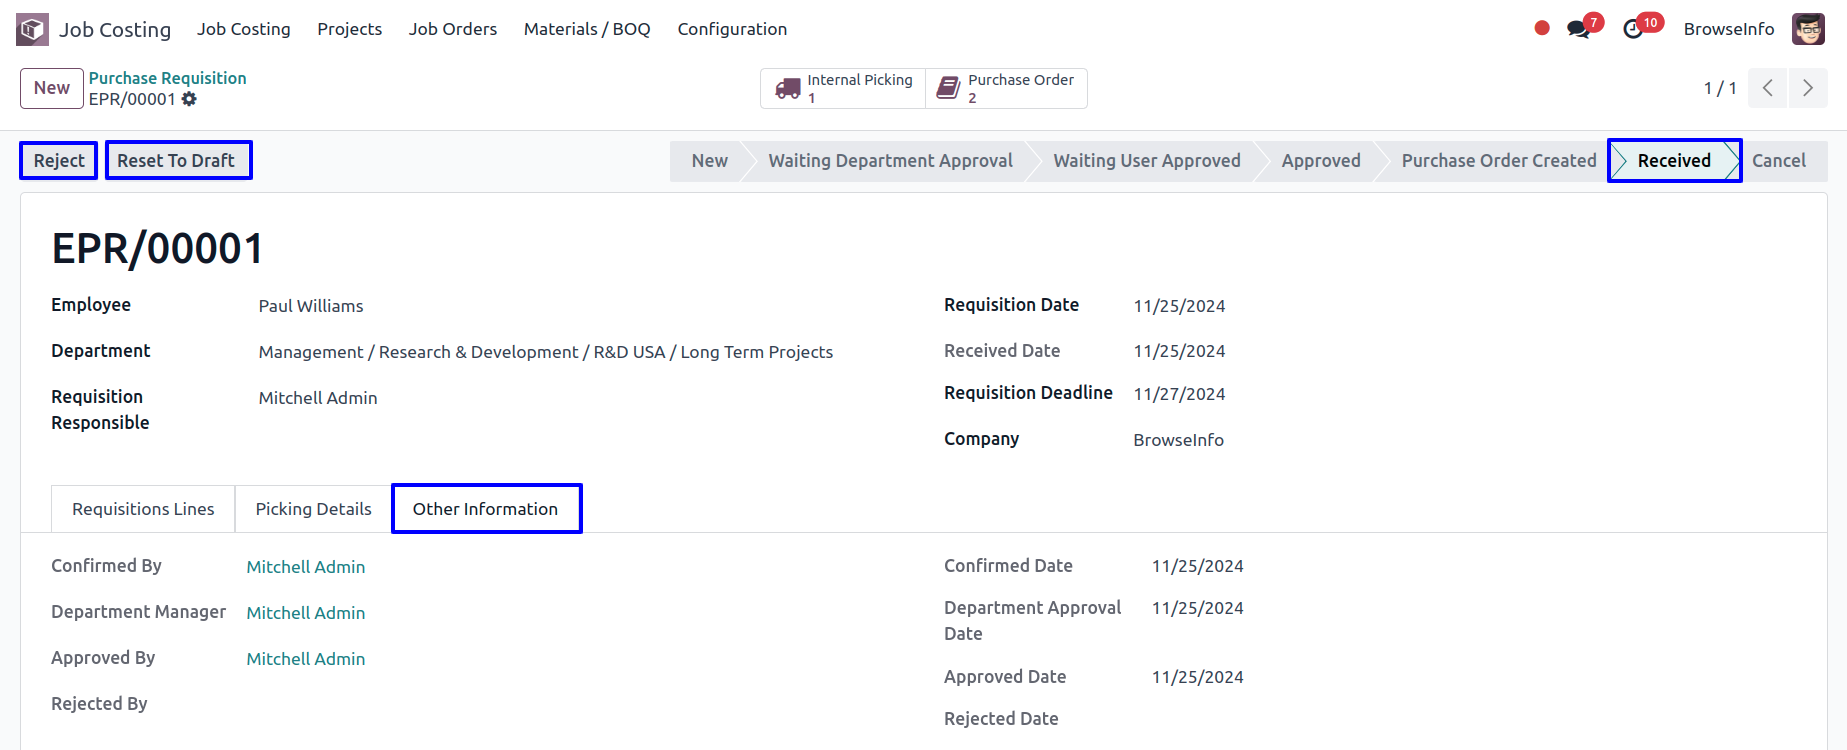 Job Costing Job Costing Projects Job Orders Materials / BOQ Configuration 7 10 BrowseInfo
New Purchase Requisition Internal Picking Purchase Order
EPR/00001 1 2 1 / 1
Reject Reset To Draft New Waiting Department Approval Waiting User Approved Approved Purchase Order Created Received Cancel
EPR/00001
Employee Paul Williams Requisition Date 11/25/2024
Department Management / Research & Development / R&D USA / Long Term Projects Received Date 11/25/2024
Requisition Mitchell Admin Requisition Deadline 11/27/2024
Responsible
Company BrowseInfo
Requisitions Lines Picking Details Other Information
Confirmed By Mitchell Admin Confirmed Date 11/25/2024
Department Manager Mitchell Admin Department Approval 11/25/2024
Date
Approved By Mitchell Admin Approved Date 11/25/2024
Rejected By Rejected Date